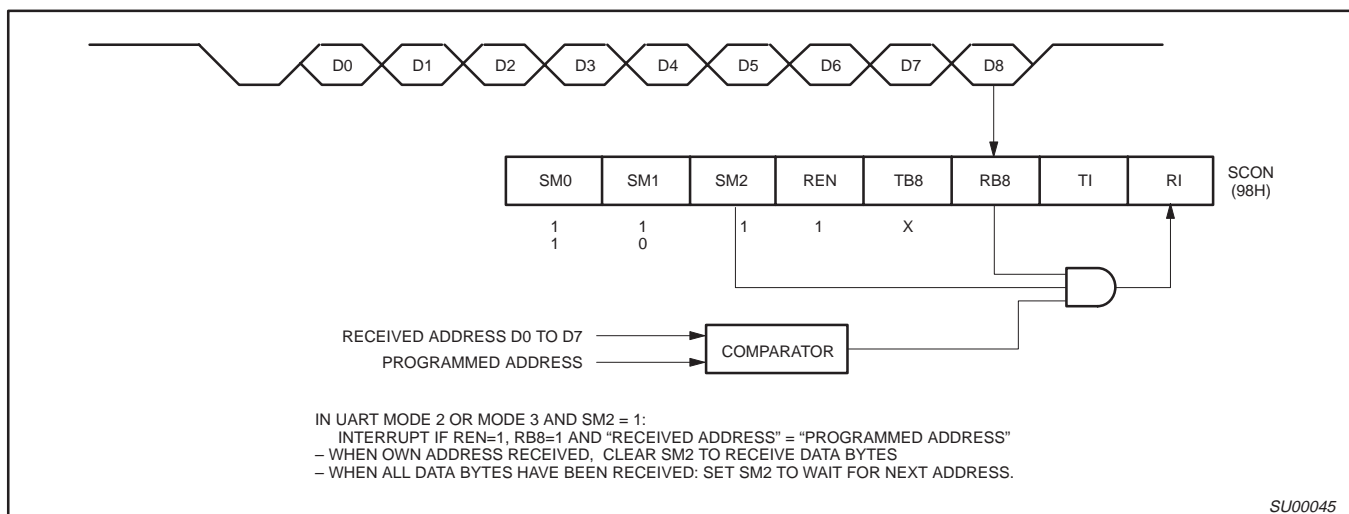 D0 D1 D2 D3 D4 D5 D6 D7 D8
SM0 SM1 SM2 REN TB8 RB8 TI RI
SCON
(98H)
1 1 1 1 X
1 0
RECEIVED ADDRESS D0 TO D7
PROGRAMMED ADDRESS
COMPARATOR
IN UART MODE 2 OR MODE 3 AND SM2 = 1:
INTERRUPT IF REN=1, RB8=1 AND “RECEIVED ADDRESS” = “PROGRAMMED ADDRESS”
– WHEN OWN ADDRESS RECEIVED, CLEAR SM2 TO RECEIVE DATA BYTES
– WHEN ALL DATA BYTES HAVE BEEN RECEIVED: SET SM2 TO WAIT FOR NEXT ADDRESS.
SU00045